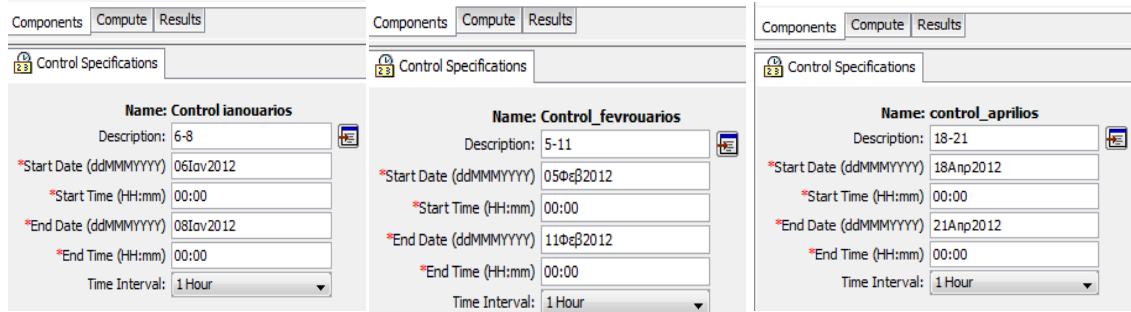 Components Compute Results
Control Specifications
Name: Control ianouarios
Description: 6-8
*Start Date (ddMMMYYYY) 06Ιαν2012
*Start Time (HH:mm) 00:00
*End Date (ddMMMYYYY) 08Ιαν2012
*End Time (HH:mm) 00:00
Time Interval: 1 Hour
Components Compute Results
Control Specifications
Name: Control_fevrouarios
Description: 5-11
*Start Date (ddMMMYYYY) 05Φεβ2012
*Start Time (HH:mm) 00:00
*End Date (ddMMMYYYY) 11Φεβ2012
*End Time (HH:mm) 00:00
Time Interval: 1 Hour
Components Compute Results
Control Specifications
Name: control_aprilios
Description: 18-21
*Start Date (ddMMMYYYY) 18Απρ2012
*Start Time (HH:mm) 00:00
*End Date (ddMMMYYYY) 21Απρ2012
*End Time (HH:mm) 00:00
Time Interval: 1 Hour